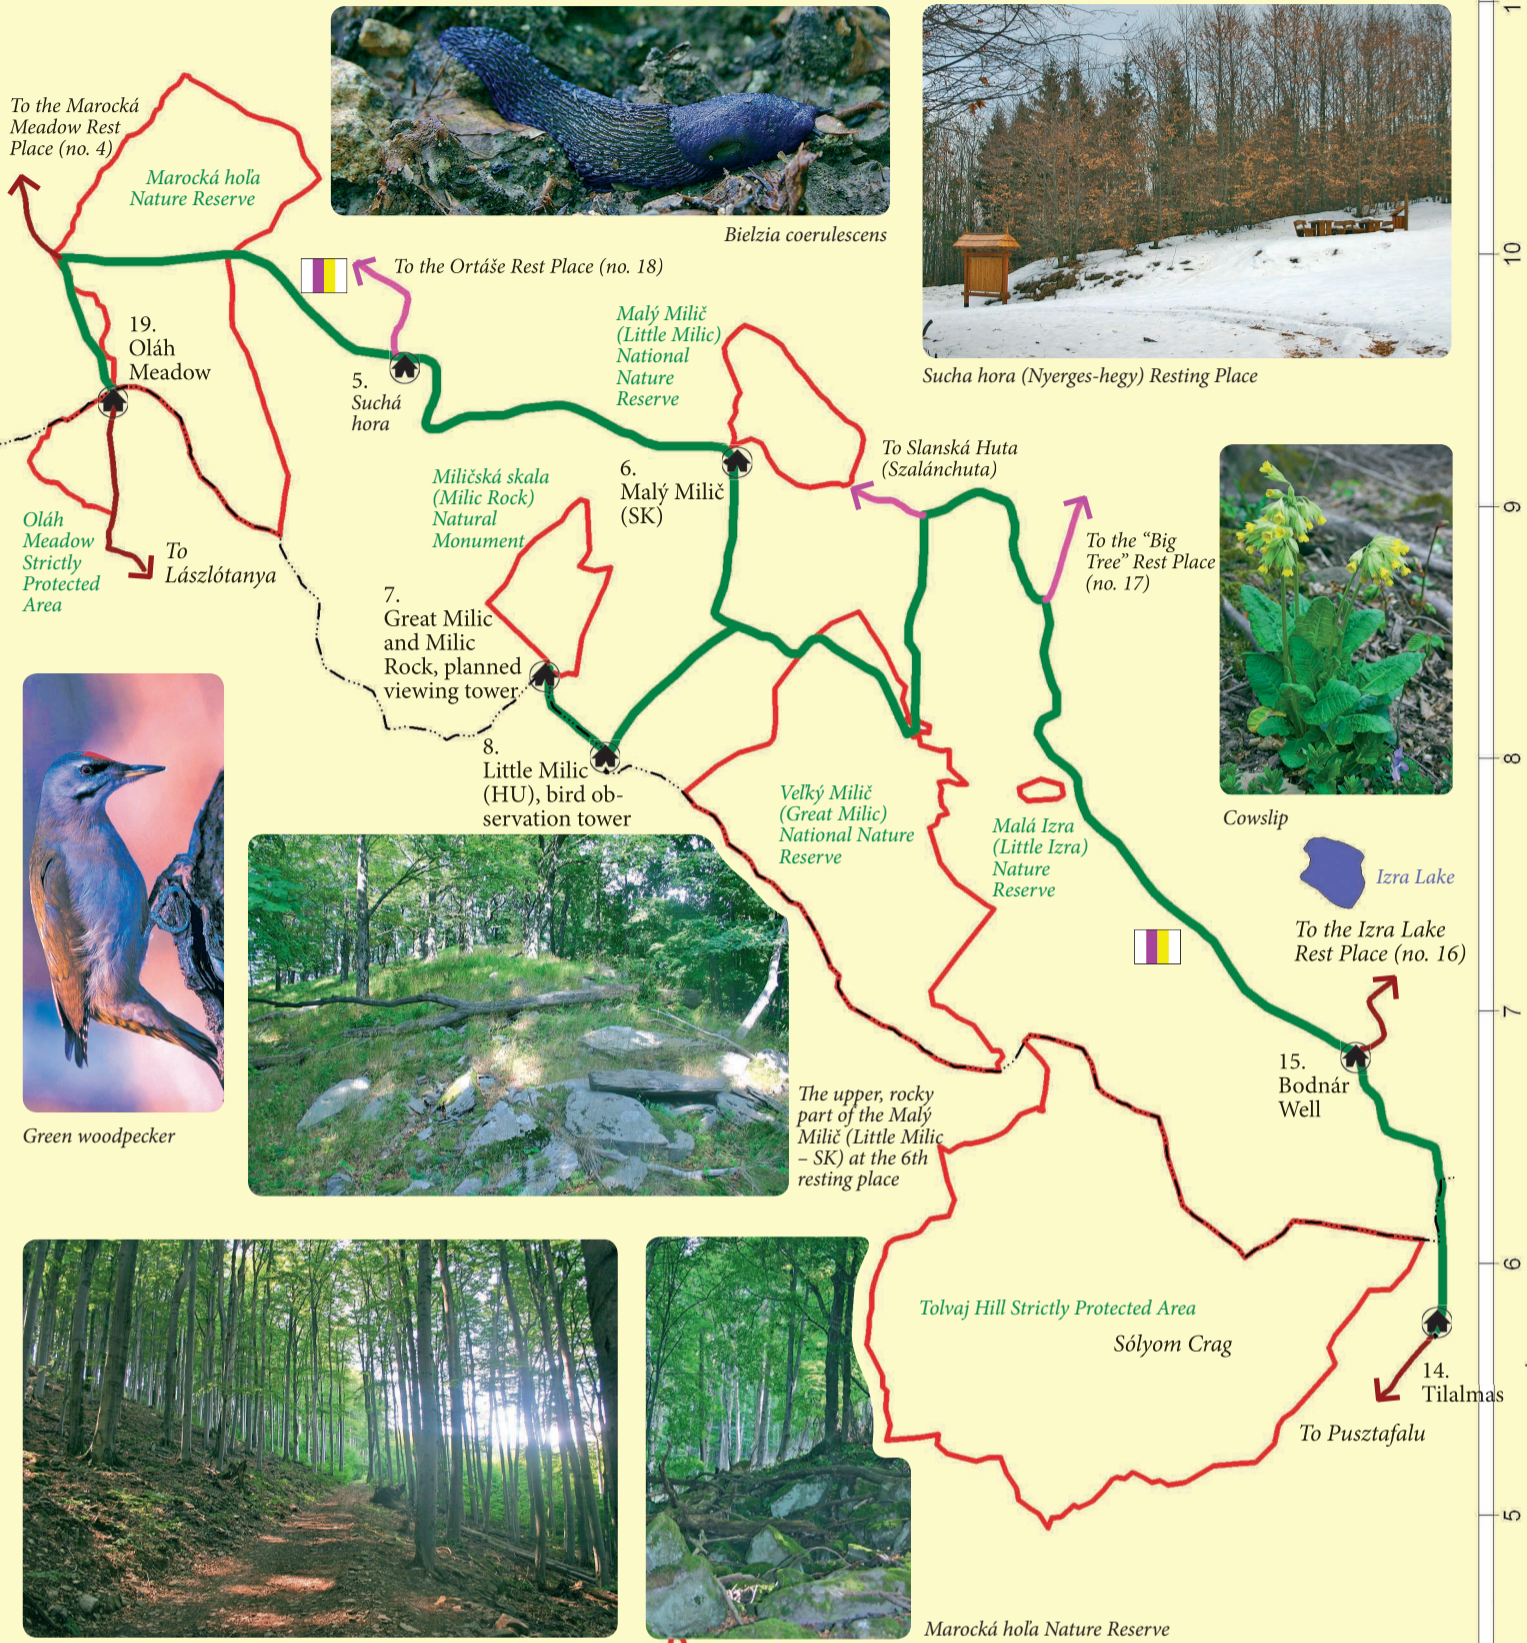 To the Marocká
Meadow Rest
Place (no. 4)
Marocká hoľa
Nature Reserve
Bielzia coerulescens
To the Ortáše Rest Place (no. 18)
Sucha hora (Nyerges-hegy) Resting Place
19.
Oláh
Meadow
5.
Suchá
hora
Malý Milič
(Little Milic)
National
Nature
Reserve
To Slanská Huta
(Szalánchuta)
6.
Malý Milič
(SK)
Miličská skala
(Milic Rock)
Natural
Monument
Oláh
Meadow
Strictly
Protected
Area
To
Lászlótanya
To the “Big
Tree” Rest Place
(no. 17)
7.
Great Milic
and Milic
Rock, planned
viewing tower
8.
Little Milic
(HU), bird ob-
servation tower
Veľký Milič
(Great Milic)
National Nature
Reserve
Malá Izra
(Little Izra)
Nature
Reserve
Cowslip
Izra Lake
To the Izra Lake
Rest Place (no. 16)
15.
Bodnár
Well
Green woodpecker
The upper, rocky
part of the Malý
Milič (Little Milic
– SK) at the 6th
resting place
Tolvaj Hill Strictly Protected Area
Sólyom Crag
14.
Tilalmas
To Pusztafalu
Marocká hoľa Nature Reserve
10
9
8
7
6
5